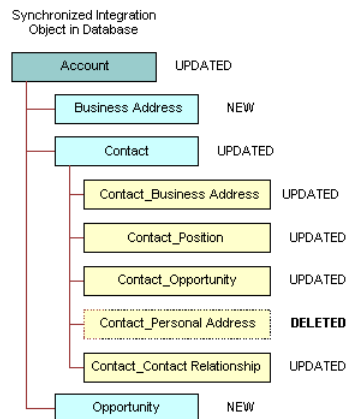 Synchronized Integration
Object in Database
Account UPDATED
Business Address NEW
Contact UPDATED
Contact_Business Address UPDATED
Contact_Position UPDATED
Contact_Opportunity UPDATED
Contact_Personal Address DELETED
Contact_Contact Relationship UPDATED
Opportunity NEW